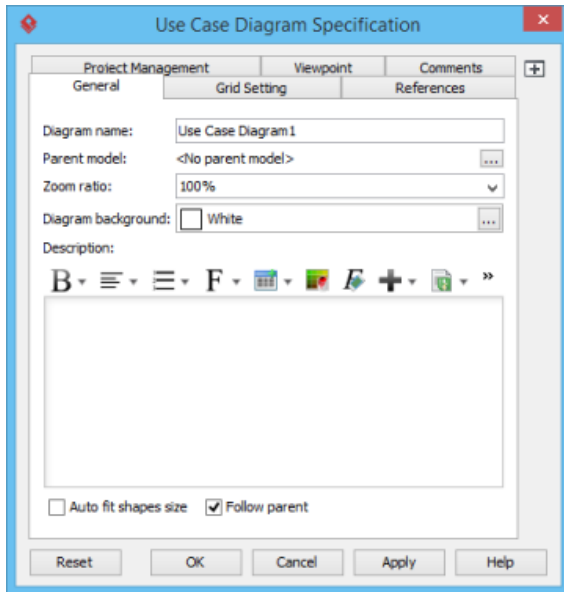 Use Case Diagram Specification
Project Management Viewpoint Comments
General Grid Setting References
Diagram name: Use Case Diagram1
Parent model: <No parent model> ...
Zoom ratio: 100%
Diagram background: White ...
Description:
B F F »
Auto fit shapes size Follow parent
Reset OK Cancel Apply Help